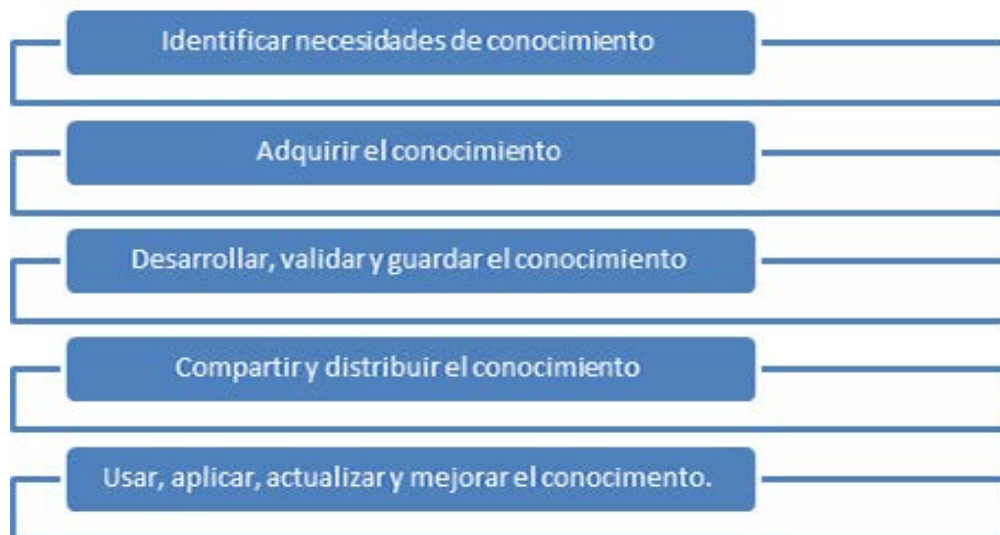 Identificar necesidades de conocimiento
Adquirir el conocimiento
Desarrollar, validar y guardar el conocimiento
Compartir y distribuir el conocimiento
Usar, aplicar, actualizar y mejorar el conocimento.